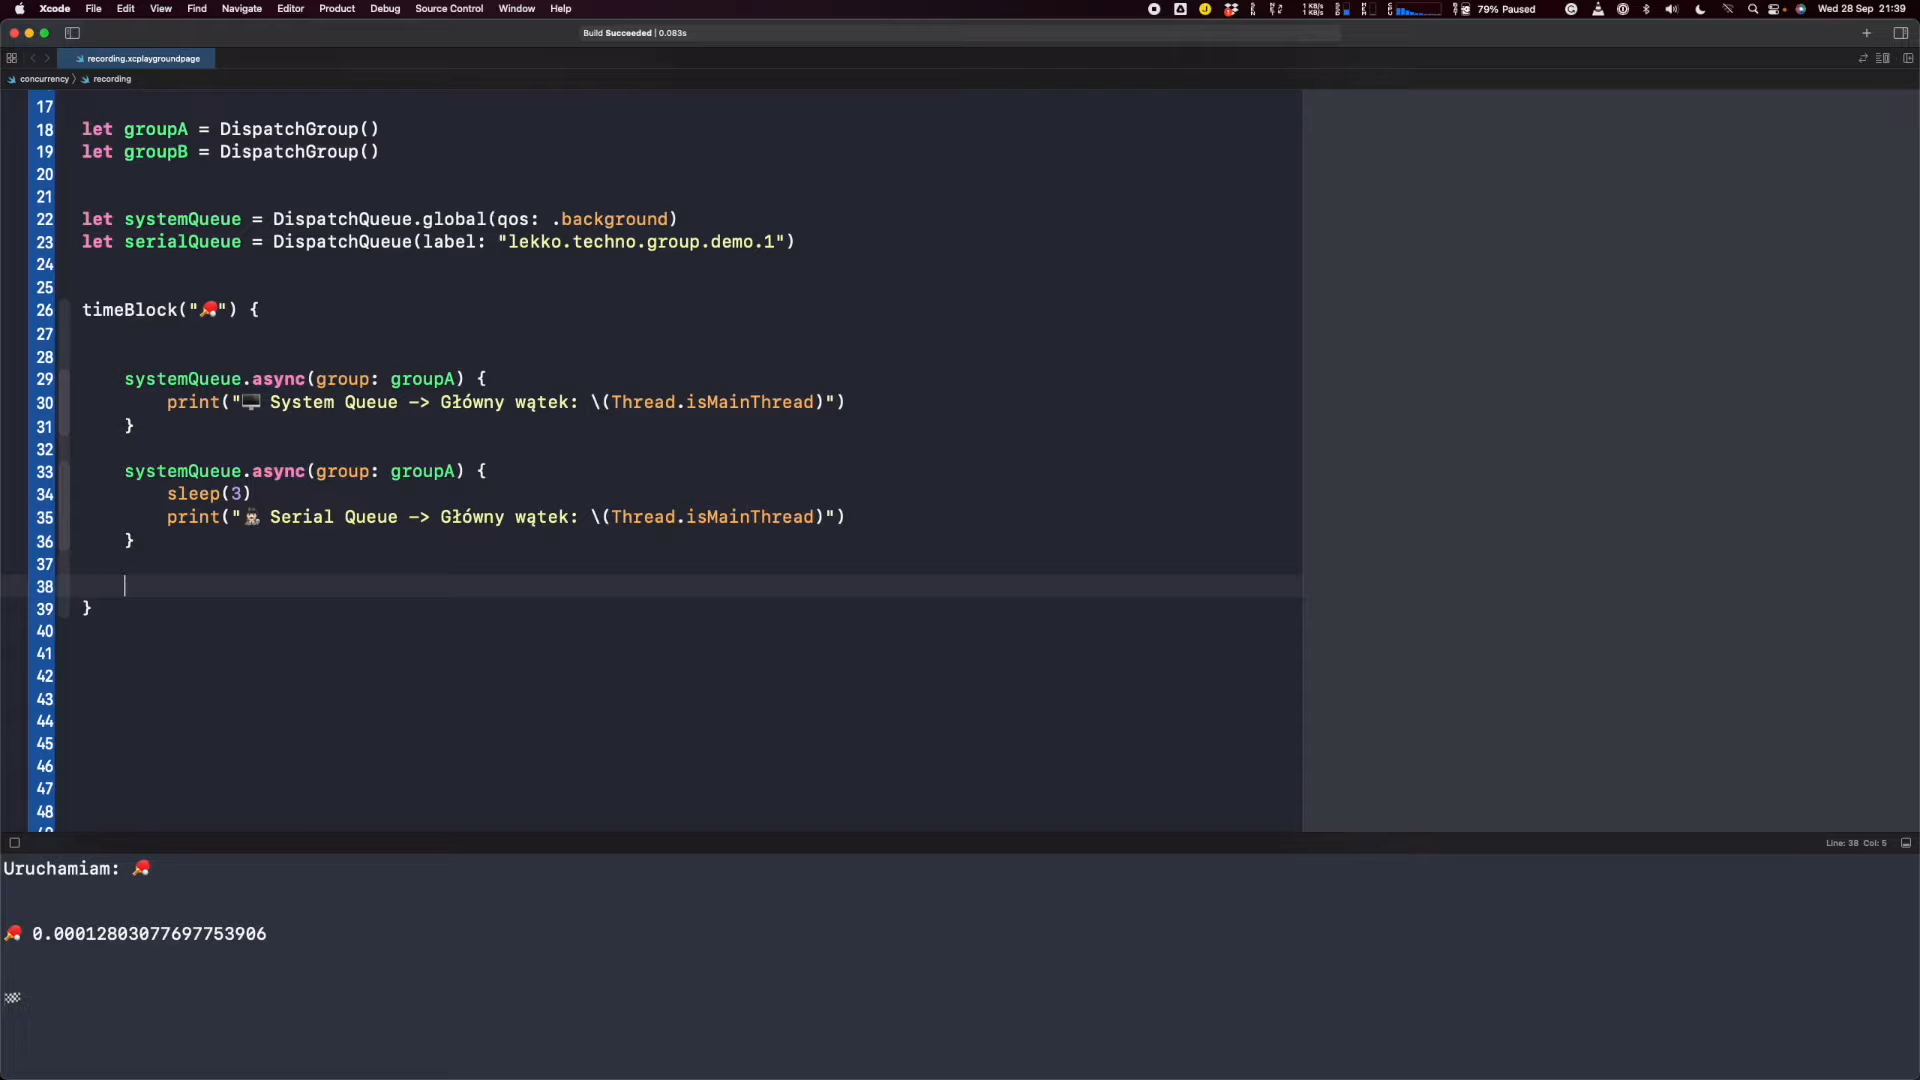 Xcode File Edit View Find Navigate Editor Product Debug Source Control Window Help 79% Paused Wed 28 Sep 21:39
Build Succeeded | 0.083s
recording.xcplaygroundpage
concurrency recording
17
18 let groupA = DispatchGroup()
19 let groupB = DispatchGroup()
20
21
22 let systemQueue = DispatchQueue.global(qos: .background)
23 let serialQueue = DispatchQueue(label: "lekko.techno.group.demo.1")
24
25
26 timeBlock("🏓") {
27
28
29 systemQueue.async(group: groupA) {
30 print("🖥 System Queue -> Główny wątek: \(Thread.isMainThread)")
31 }
32
33 systemQueue.async(group: groupA) {
34 sleep(3)
35 print("🕵🏻‍♂️ Serial Queue -> Główny wątek: \(Thread.isMainThread)")
36 }
37
38
39 }
40
41
42
43
44
45
46
47
48
Line: 38 Col: 5
Uruchamiam: 🏓
🏓 0.00012803077697753906
🏁